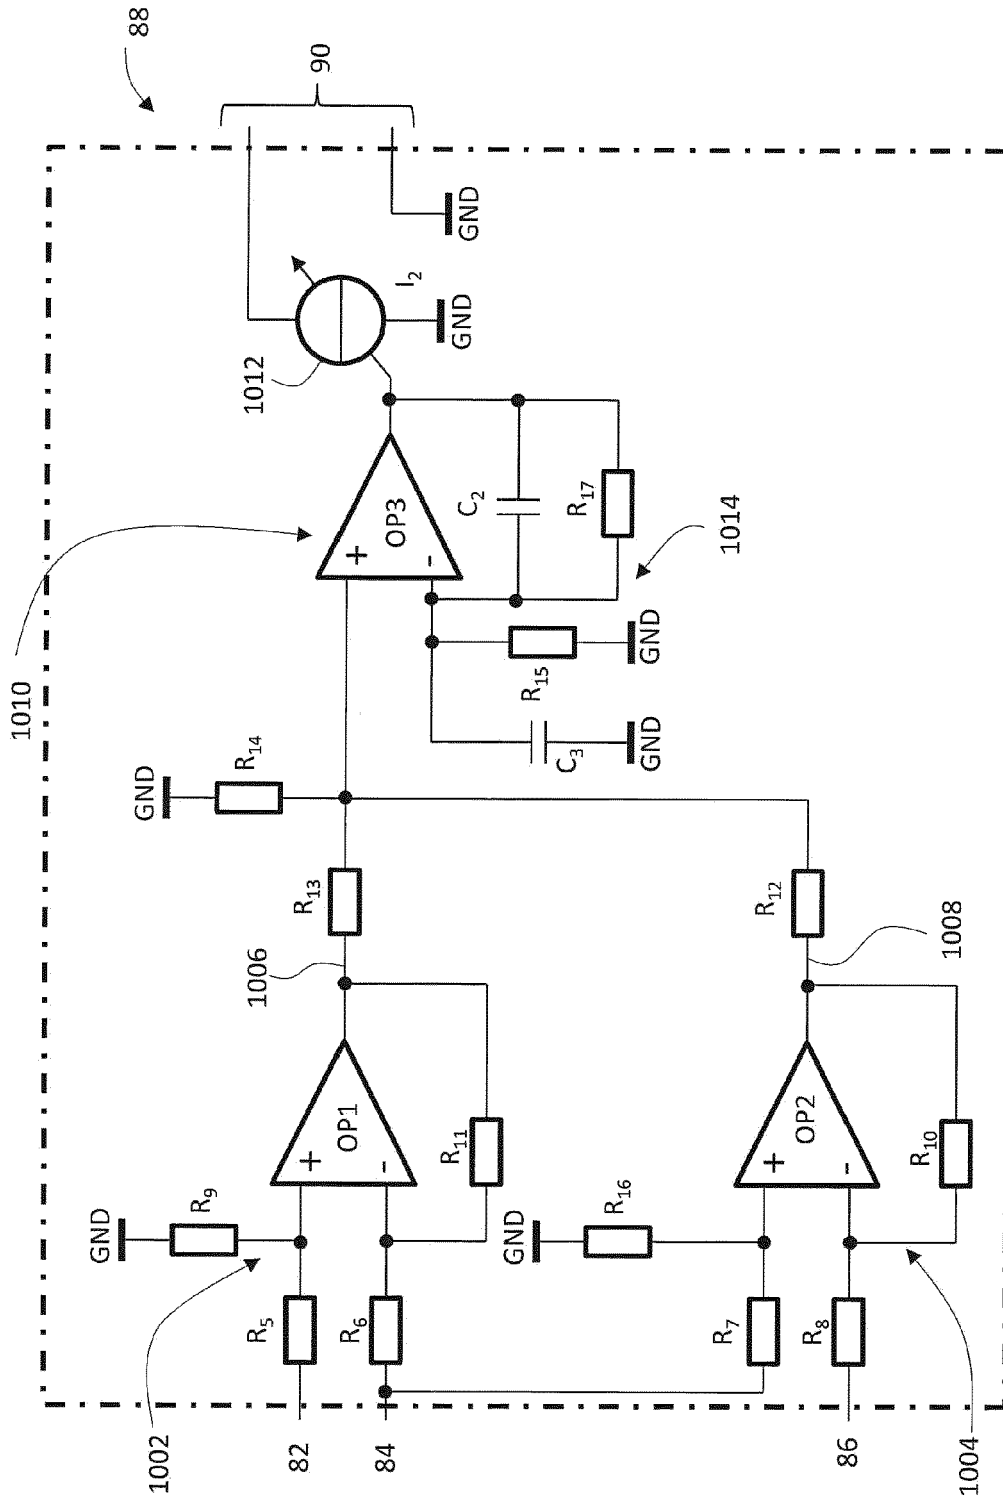 88
90
GND
I2
GND
1012
1010
OP3
+
-
C2
R17
1014
R15
GND
C3
GND
GND
R14
R13
1006
R12
1008
OP1
+
-
R11
OP2
+
-
R10
GND
R9
R16
GND
R5
R6
R7
R8
1002
82
84
86
1004